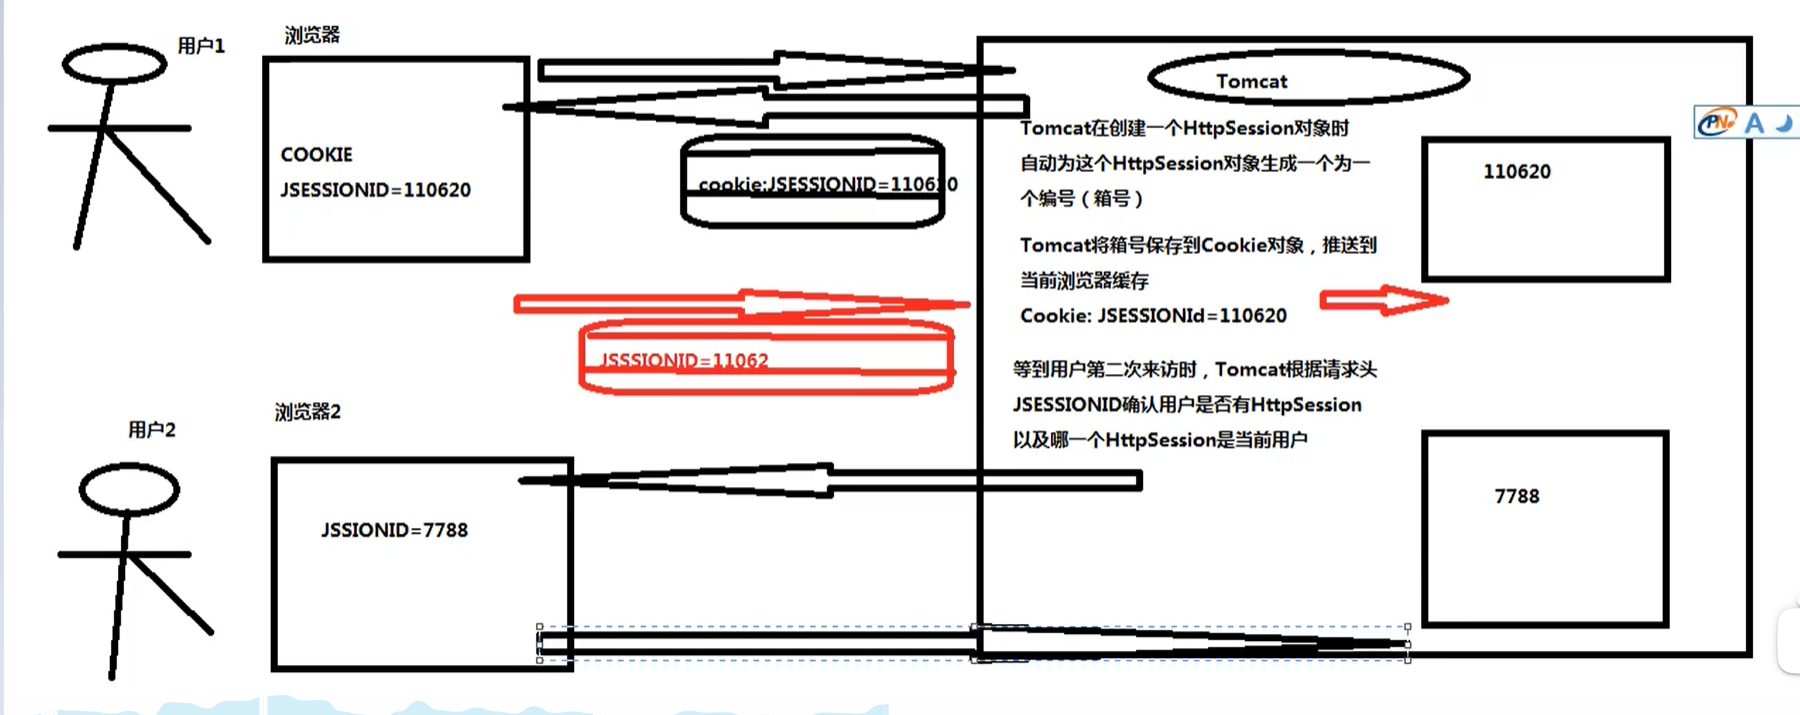 用户1
浏览器
COOKIE
JSESSIONID=110620
cookie:JSESSIONID=110620
Tomcat
Tomcat在创建一个HttpSession对象时
自动为这个HttpSession对象生成一个为一
个编号（箱号）
110620
Tomcat将箱号保存到Cookie对象，推送到
当前浏览器缓存
Cookie: JSESSIONId=110620
JSSSIONID=11062
等到用户第二次来访时，Tomcat根据请求头
JSESSIONID确认用户是否有HttpSession
以及哪一个HttpSession是当前用户
用户2
浏览器2
JSSIONID=7788
7788
A